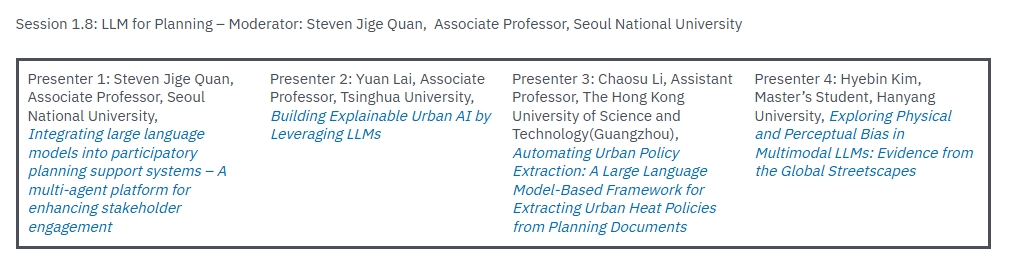 Session 1.8: LLM for Planning – Moderator: Steven Jige Quan,  Associate Professor, Seoul National University
Presenter 1: Steven Jige Quan,
Associate Professor, Seoul
National University,
Integrating large language
models into participatory
planning support systems – A
multi-agent platform for
enhancing stakeholder
engagement
Presenter 2: Yuan Lai, Associate
Professor, Tsinghua University,
Building Explainable Urban AI by
Leveraging LLMs
Presenter 3: Chaosu Li, Assistant
Professor, The Hong Kong
University of Science and
Technology(Guangzhou),
Automating Urban Policy
Extraction: A Large Language
Model-Based Framework for
Extracting Urban Heat Policies
from Planning Documents
Presenter 4: Hyebin Kim,
Master’s Student, Hanyang
University, Exploring Physical
and Perceptual Bias in
Multimodal LLMs: Evidence from
the Global Streetscapes